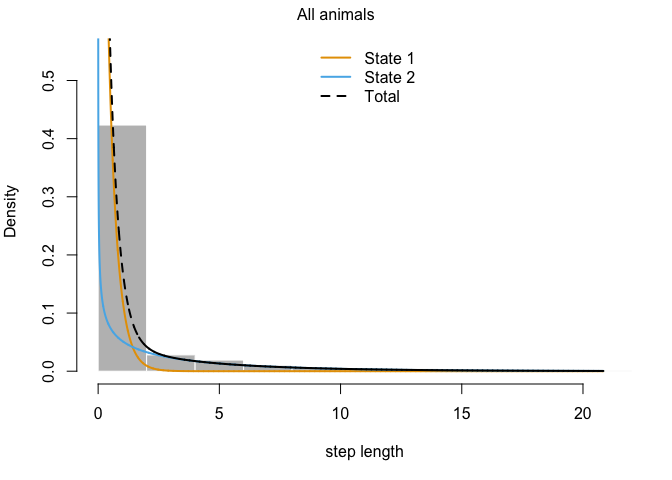 All animals
State 1
State 2
Total
Density
0.5
0.4
0.3
0.2
0.1
0.0
0 5 10 15 20
step length